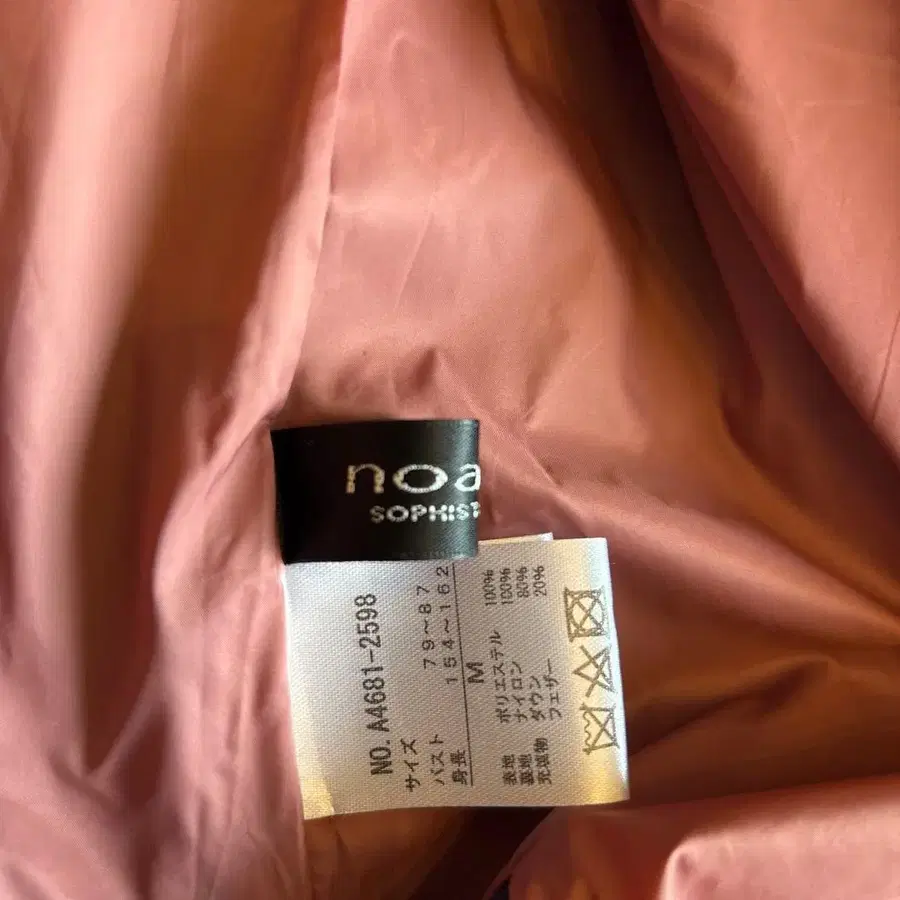 noa
SOPHIST
NO. A4681-2598
サイズ
バスト 79～87
身長 154～162
M
表地 ポリエステル 100%
裏地 ナイロン 100%
充填物 ダウン 80%
フェザー 20%